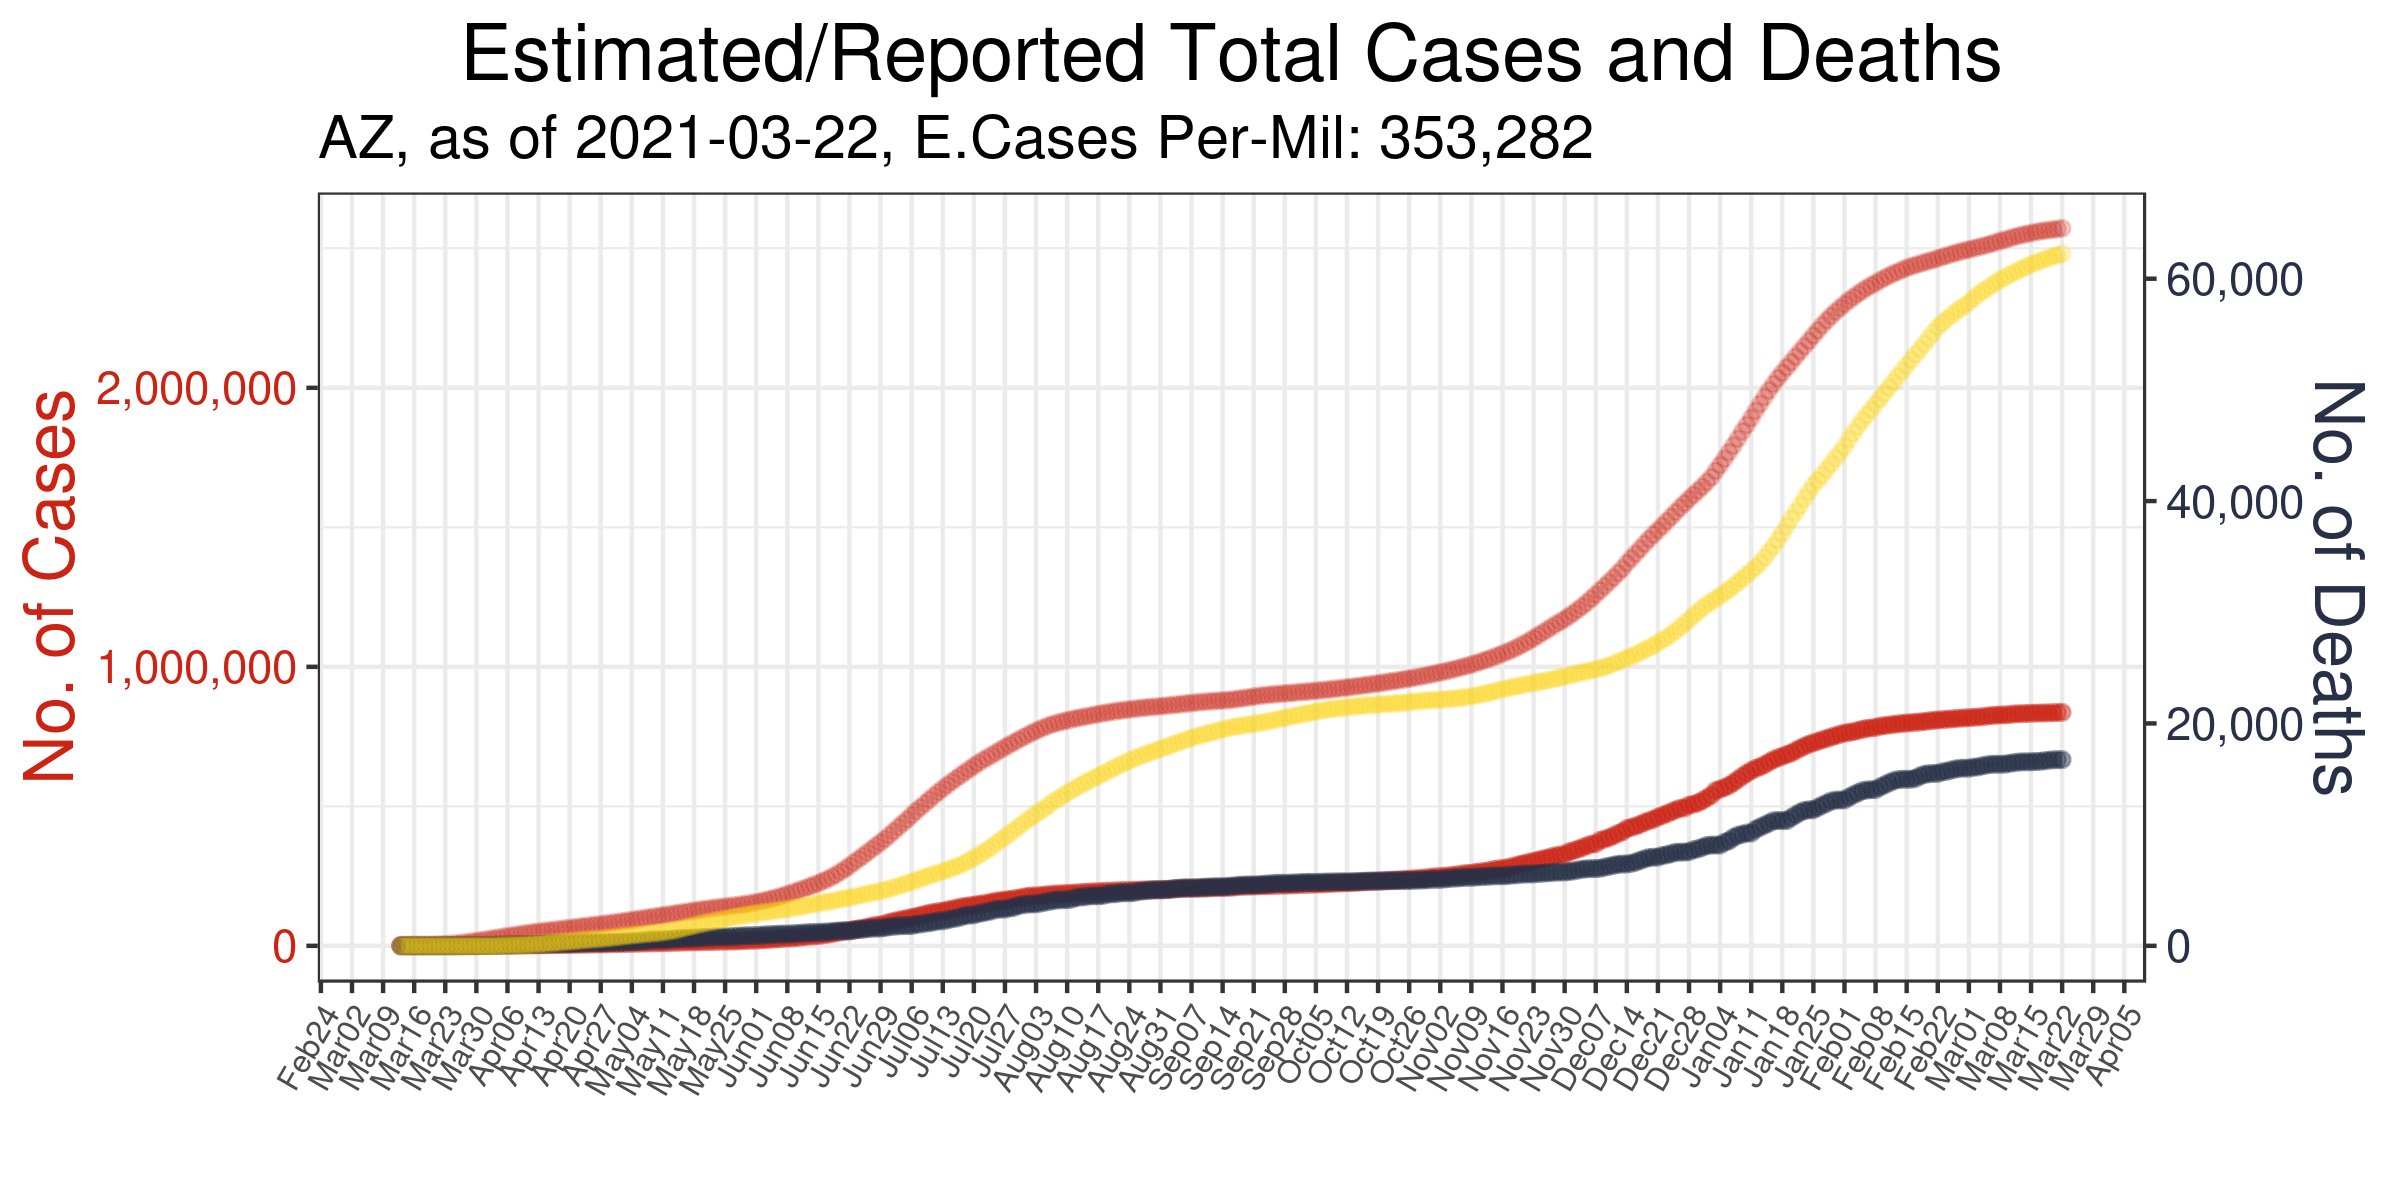 Estimated/Reported Total Cases and Deaths
AZ, as of 2021-03-22, E.Cases Per-Mil: 353,282
No. of Cases
2,000,000
1,000,000
0
60,000
40,000
20,000
0
No. of Deaths
Feb24
Mar02
Mar09
Mar16
Mar23
Mar30
Apr06
Apr13
Apr20
Apr27
May04
May11
May18
May25
Jun01
Jun08
Jun15
Jun22
Jun29
Jul06
Jul13
Jul20
Jul27
Aug03
Aug10
Aug17
Aug24
Aug31
Sep07
Sep14
Sep21
Sep28
Oct05
Oct12
Oct19
Oct26
Nov02
Nov09
Nov16
Nov23
Nov30
Dec07
Dec14
Dec21
Dec28
Jan04
Jan11
Jan18
Jan25
Feb01
Feb08
Feb15
Feb22
Mar01
Mar08
Mar15
Mar22
Mar29
Apr05